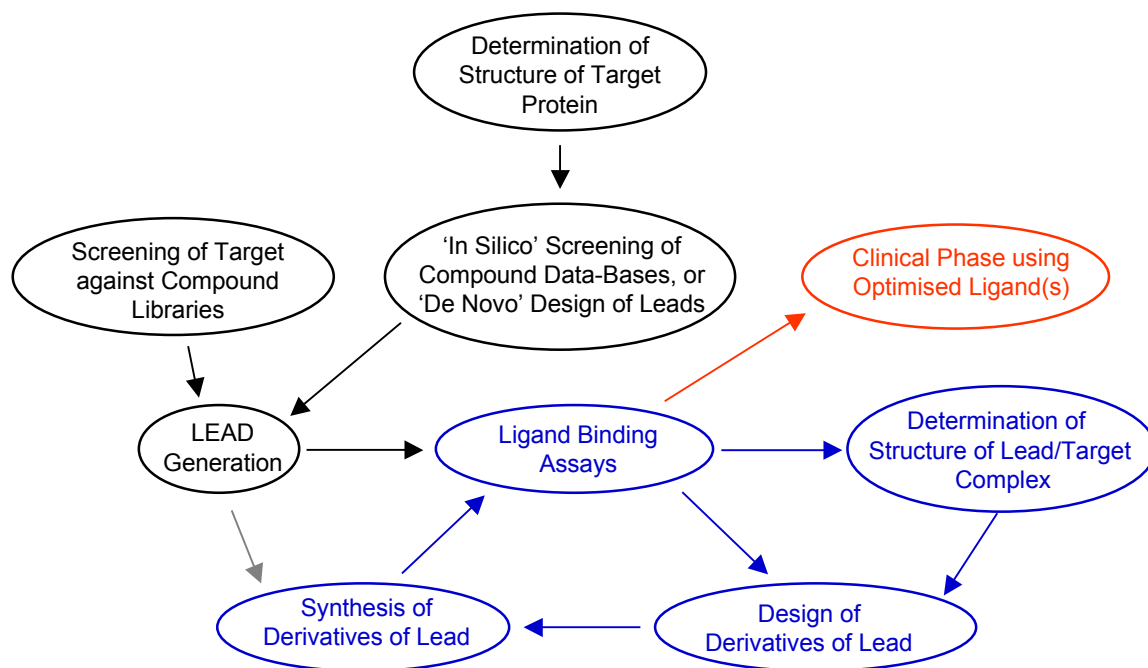 Determination of
Structure of Target
Protein
Screening of Target
against Compound
Libraries
‘In Silico’ Screening of
Compound Data-Bases, or
‘De Novo’ Design of Leads
Clinical Phase using
Optimised Ligand(s)
LEAD
Generation
Ligand Binding
Assays
Determination of
Structure of Lead/Target
Complex
Synthesis of
Derivatives of Lead
Design of
Derivatives of Lead